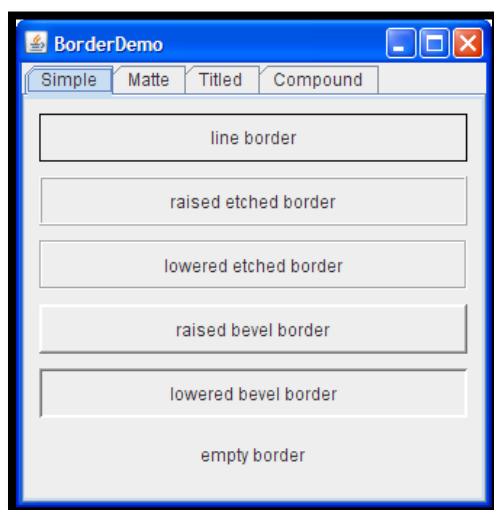 BorderDemo
Simple Matte Titled Compound
line border
raised etched border
lowered etched border
raised bevel border
lowered bevel border
empty border